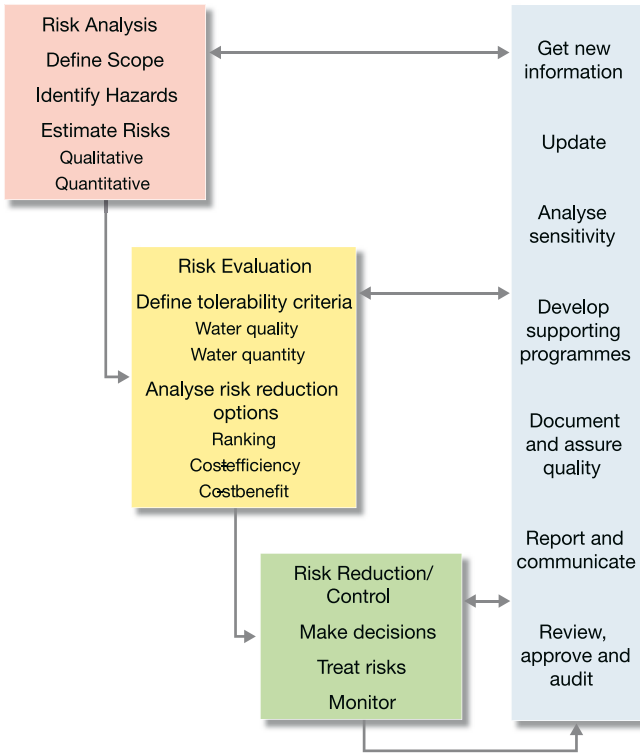 Risk Analysis
Define Scope
Identify Hazards
Estimate Risks
Qualitative
Quantitative
Risk Evaluation
Define tolerability criteria
Water quality
Water quantity
Analyse risk reduction
options
Ranking
Cost-efficiency
Cost-benefit
Risk Reduction/
Control
Make decisions
Treat risks
Monitor
Get new
information
Update
Analyse
sensitivity
Develop
supporting
programmes
Document
and assure
quality
Report and
communicate
Review,
approve and
audit